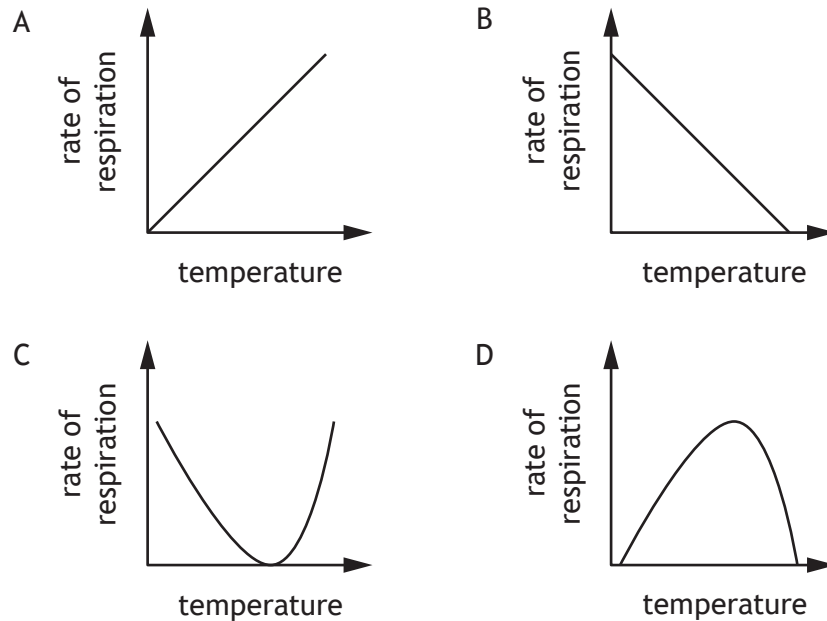 A
rate of
respiration
temperature
B
rate of
respiration
temperature
C
rate of
respiration
temperature
D
rate of
respiration
temperature